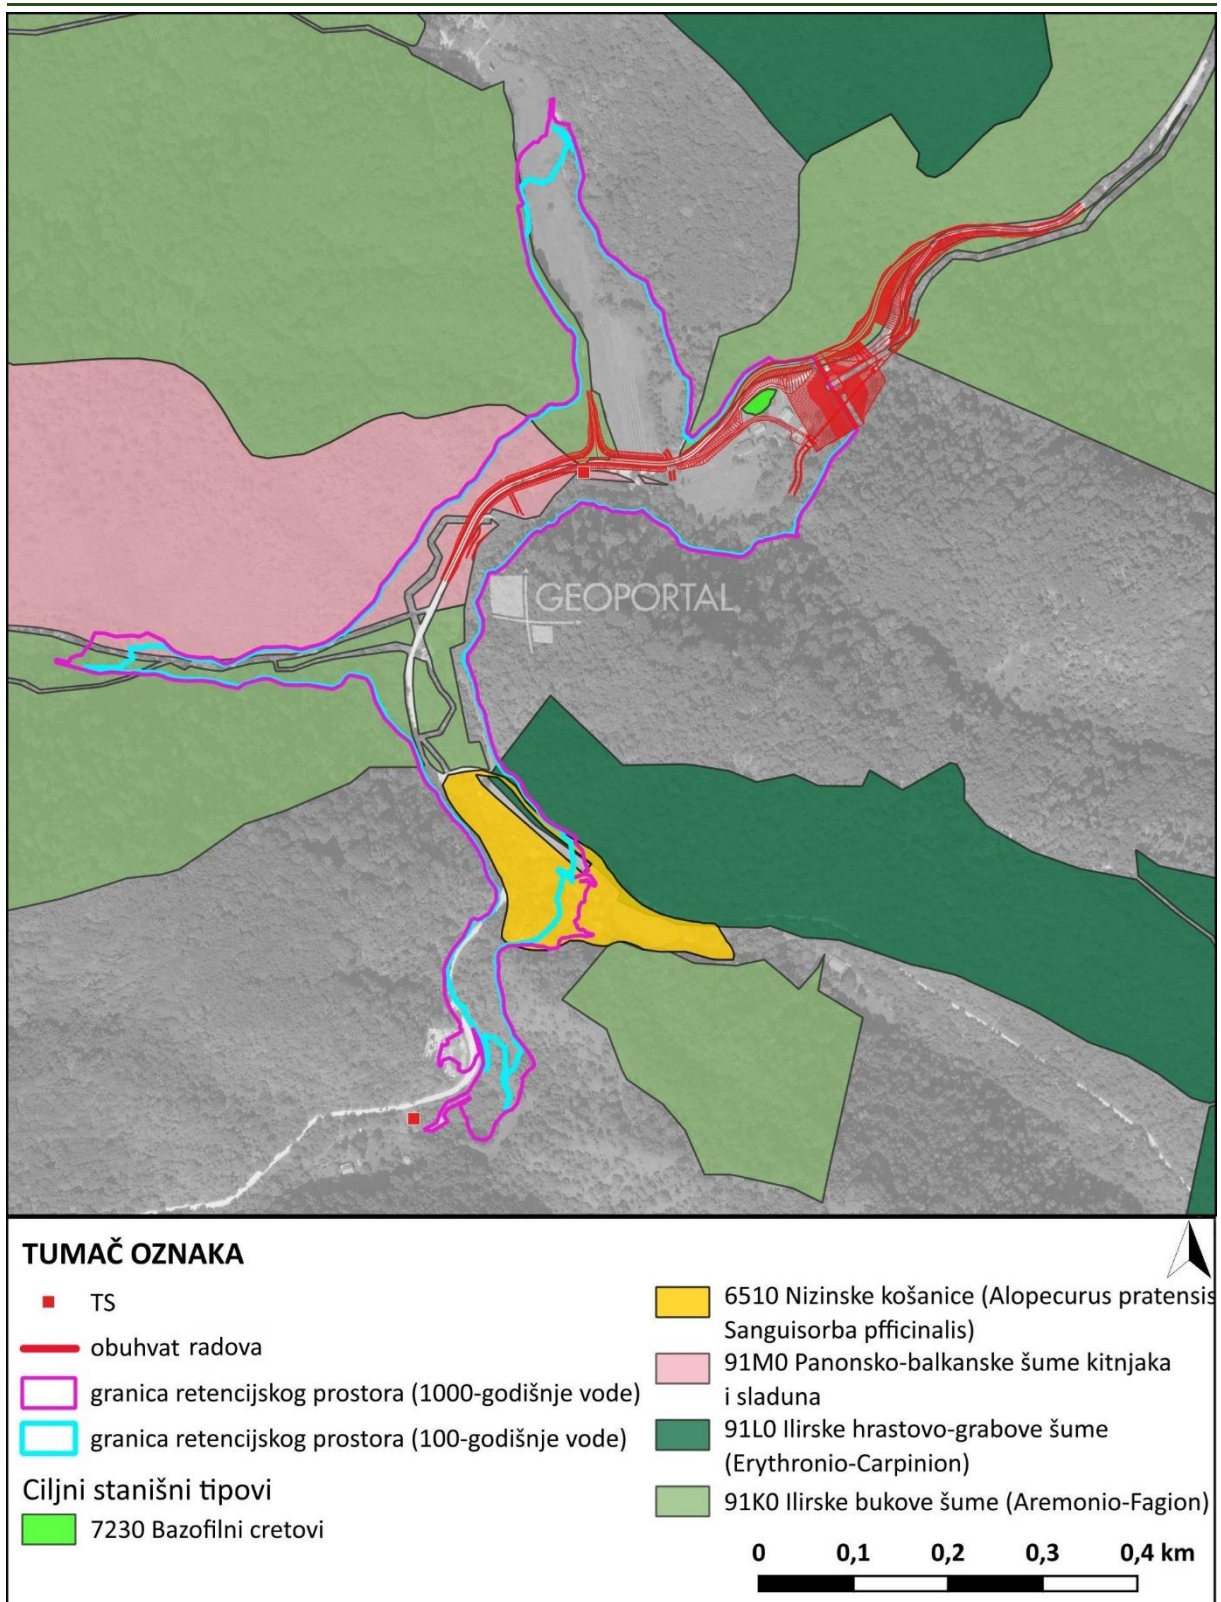 GEOPORTAL
TUMAČ OZNAKA
TS
obuhvat radova
granica retencijskog prostora (1000-godišnje vode)
granica retencijskog prostora (100-godišnje vode)
Ciljni stanišni tipovi
7230 Bazofilni cretovi
6510 Nizinske košanice (Alopecurus pratensis
Sanguisorba pfficinalis)
91M0 Panonsko-balkanske šume kitnjaka
i sladuna
91L0 Ilirske hrastovo-grabove šume
(Erythronio-Carpinion)
91K0 Ilirske bukove šume (Aremonio-Fagion)
0 0,1 0,2 0,3 0,4 km